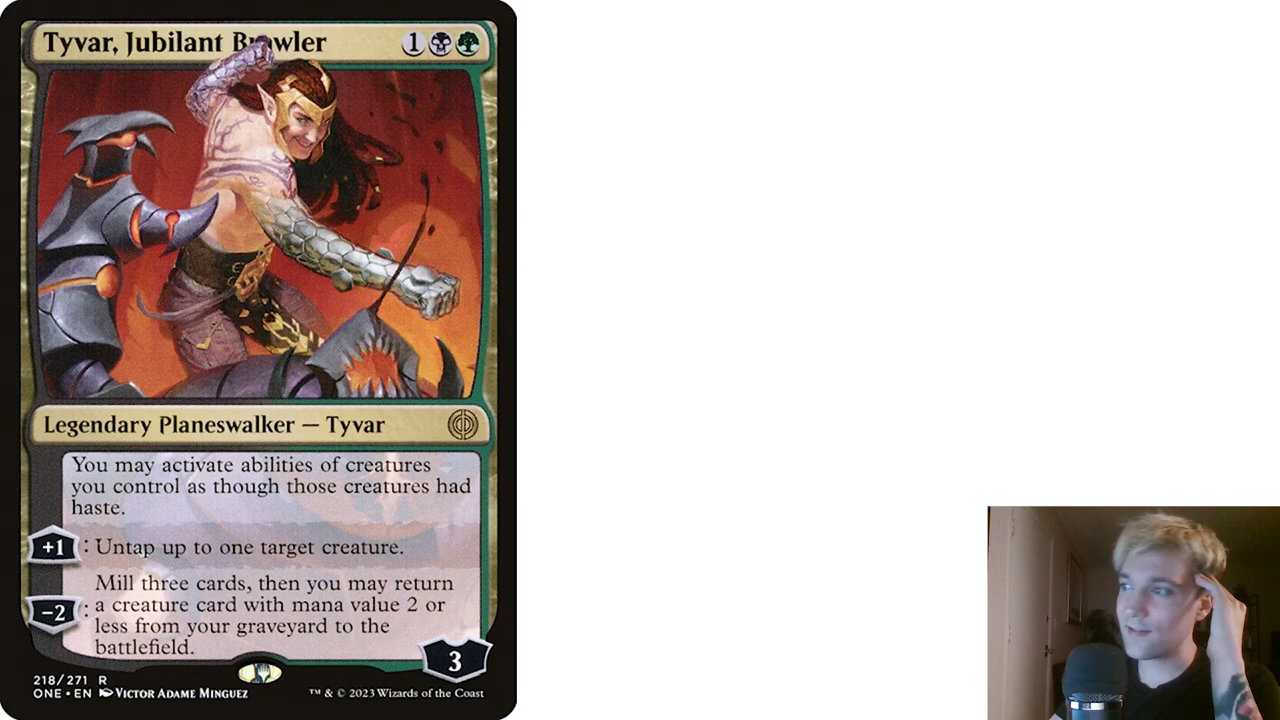 Tyvar, Jubilant Brawler 1
Legendary Planeswalker — Tyvar
You may activate abilities of creatures
you control as though those creatures had
haste.
+1: Untap up to one target creature.
Mill three cards, then you may return
-2: a creature card with mana value 2 or
less from your graveyard to the
battlefield.
3
218/271 R
ONE • EN Victor Adame Minguez ™ & © 2023 Wizards of the Coast